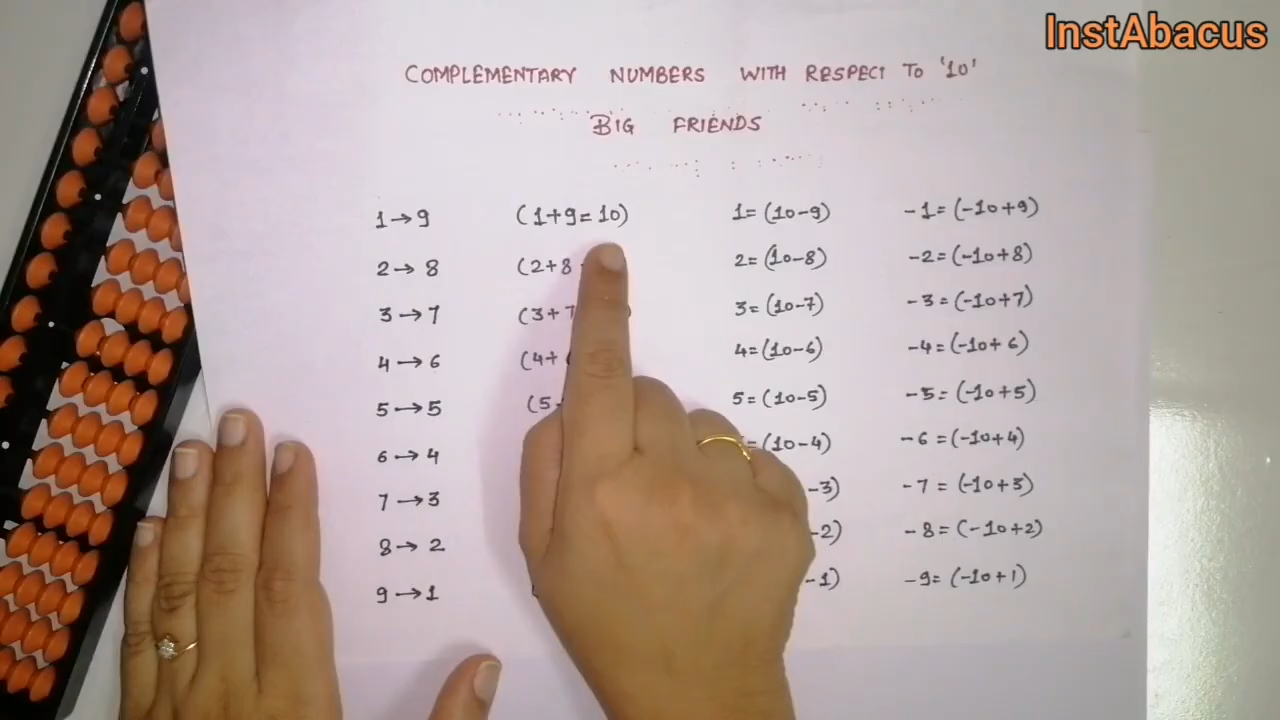 InstAbacus
COMPLEMENTARY NUMBERS WITH RESPECT TO '10'
BIG FRIENDS
1→9 (1+9=10) 1=(10-9) -1=(-10+9)
2→8 (2+8 2=(10-8) -2=(-10+8)
3→7 (3+7 3=(10-7) -3=(-10+7)
4→6 (4+ 4=(10-6) -4=(-10+6)
5→5 (5 5=(10-5) -5=(-10+5)
6→4 =(10-4) -6=(-10+4)
7→3 -3) -7=(-10+3)
8→2 -2) -8=(-10+2)
9→1 -1) -9=(-10+1)